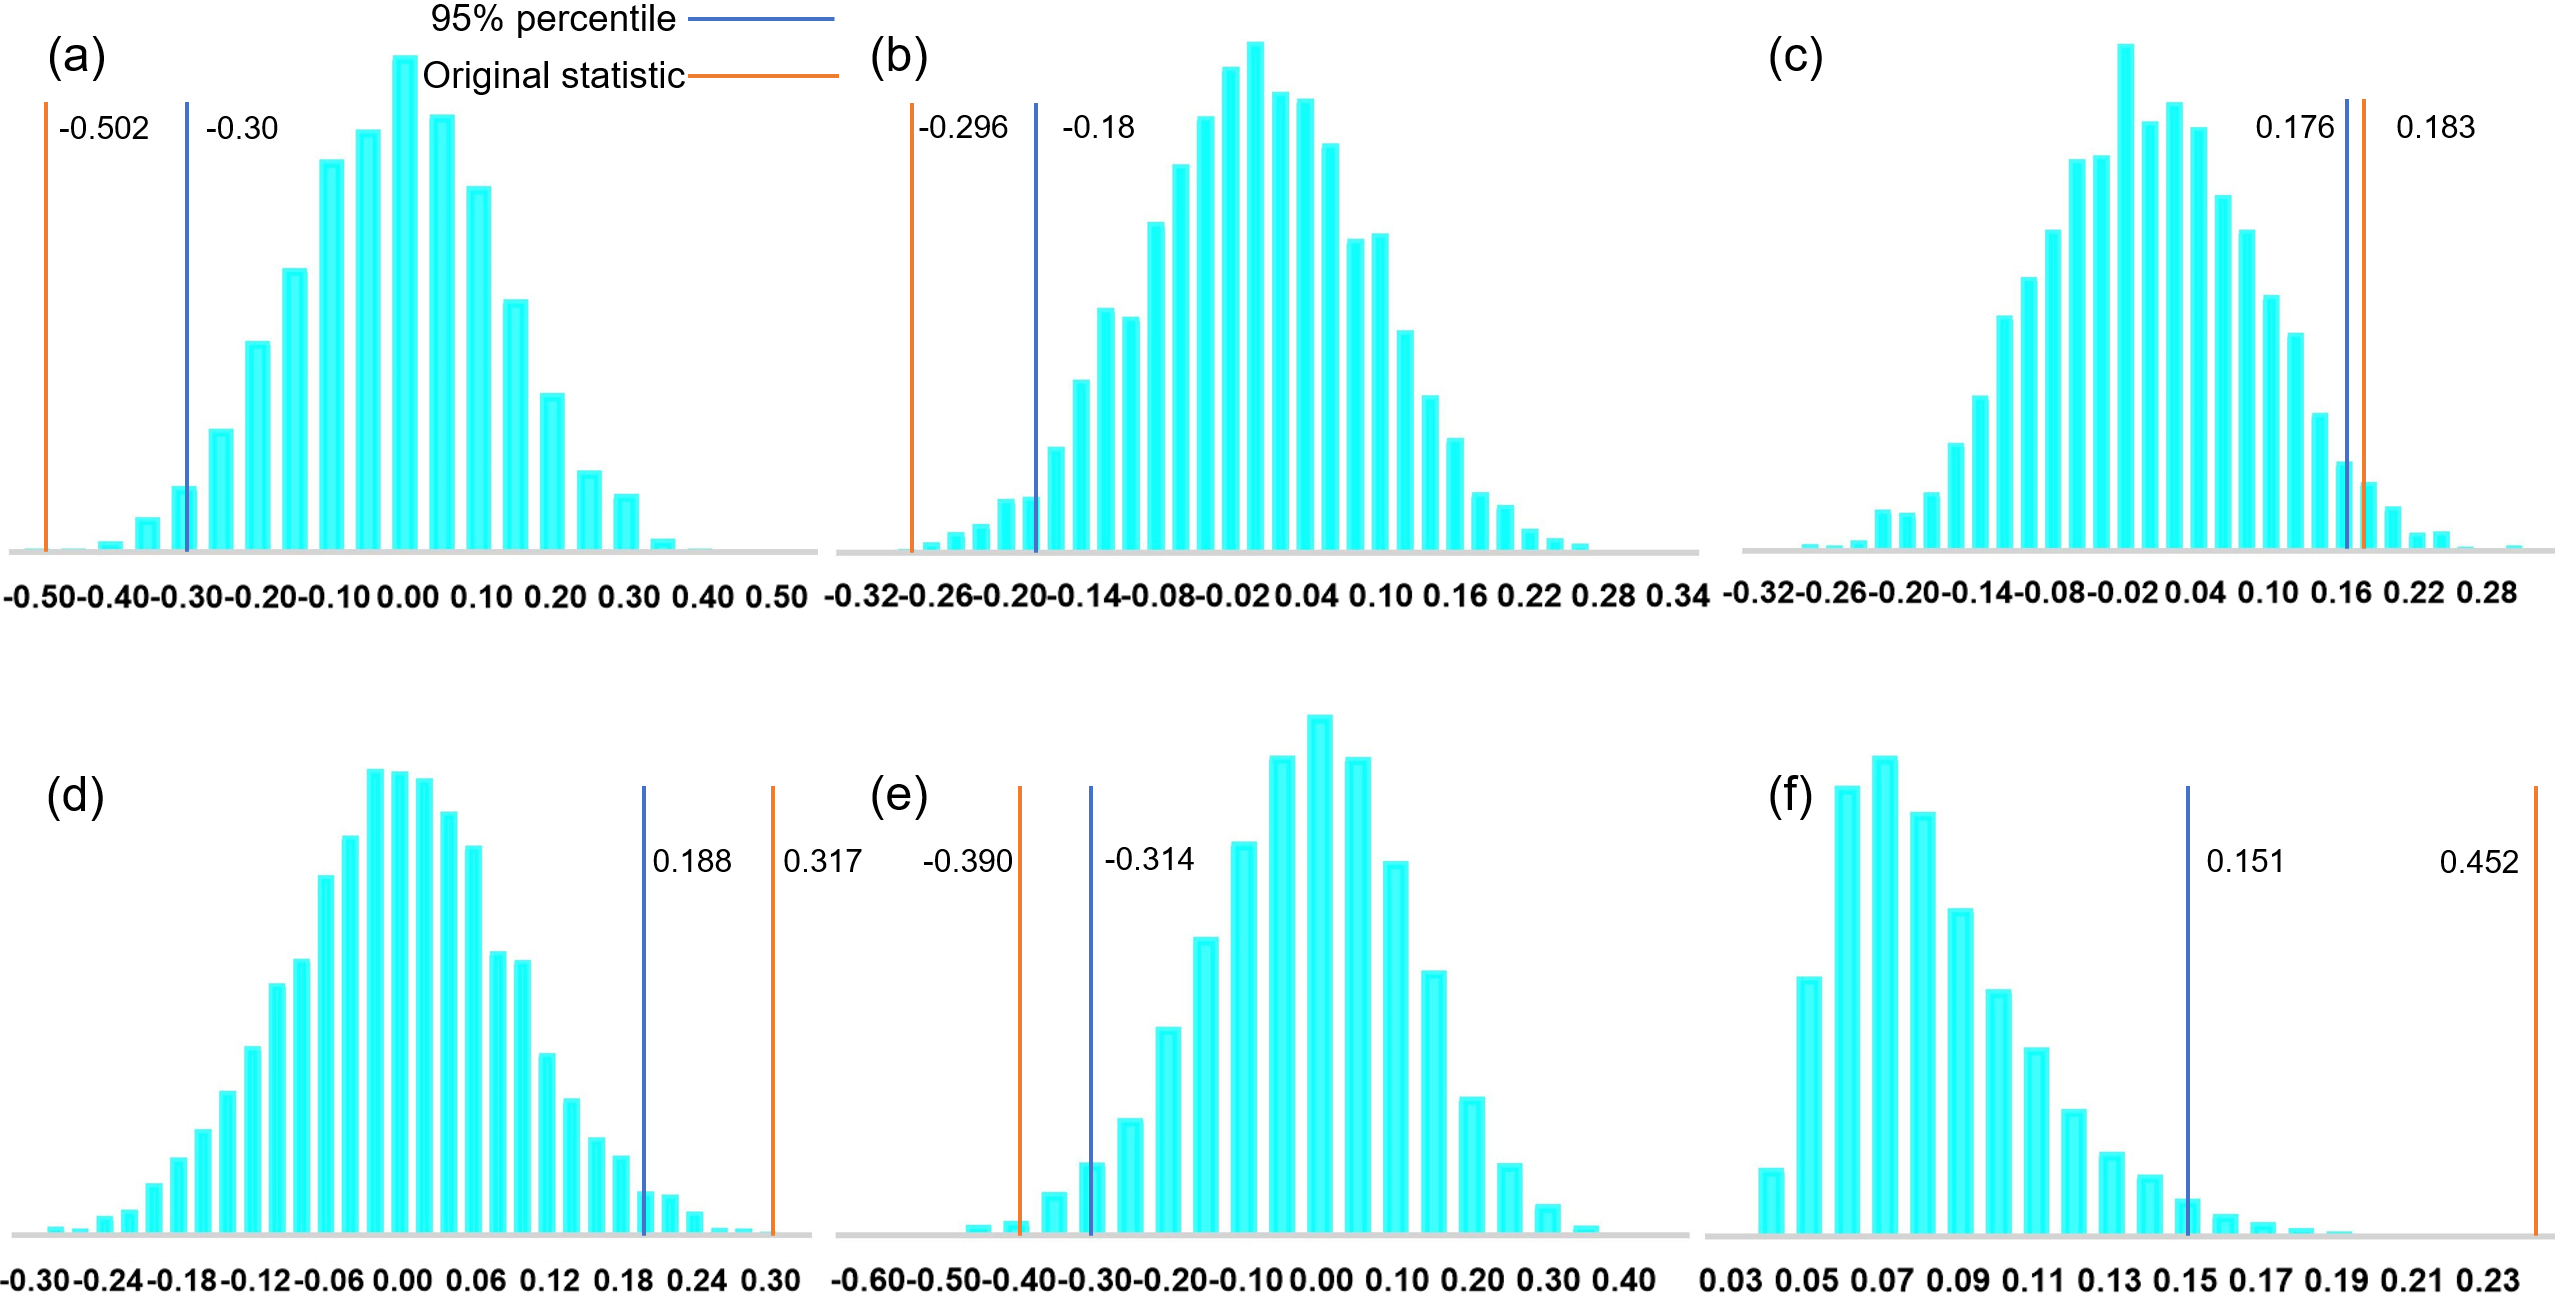 95% percentile
Original statistic
(a)
(b)
(c)
-0.502 -0.30
-0.296 -0.18
0.176 0.183
-0.50 -0.40 -0.30 -0.20 -0.10 0.00 0.10 0.20 0.30 0.40 0.50
-0.32 -0.26 -0.20 -0.14 -0.08 -0.02 0.04 0.10 0.16 0.22 0.28 0.34
-0.32 -0.26 -0.20 -0.14 -0.08 -0.02 0.04 0.10 0.16 0.22 0.28
(d)
(e)
(f)
0.188 0.317
-0.390 -0.314
0.151 0.452
-0.30 -0.24 -0.18 -0.12 -0.06 0.00 0.06 0.12 0.18 0.24 0.30
-0.60 -0.50 -0.40 -0.30 -0.20 -0.10 0.00 0.10 0.20 0.30 0.40
0.03 0.05 0.07 0.09 0.11 0.13 0.15 0.17 0.19 0.21 0.23